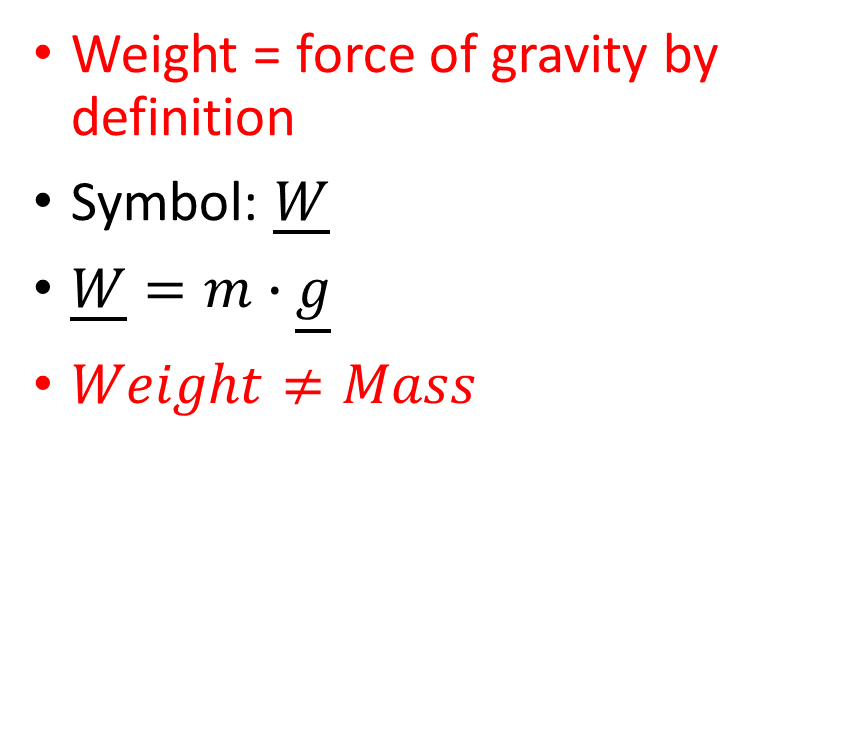 • Weight = force of gravity by
definition
• Symbol: W
• W = m · g
• Weight ≠ Mass